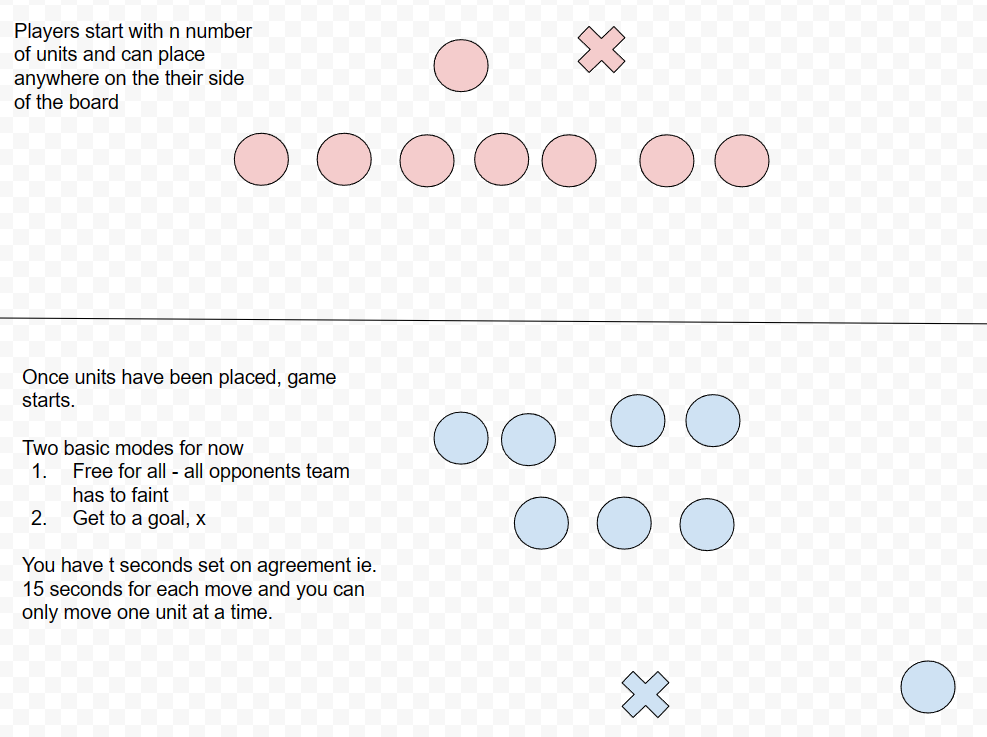 Players start with n number
of units and can place
anywhere on the their side
of the board
Once units have been placed, game
starts.
Two basic modes for now
1. Free for all - all opponents team
has to faint
2. Get to a goal, x
You have t seconds set on agreement ie.
15 seconds for each move and you can
only move one unit at a time.